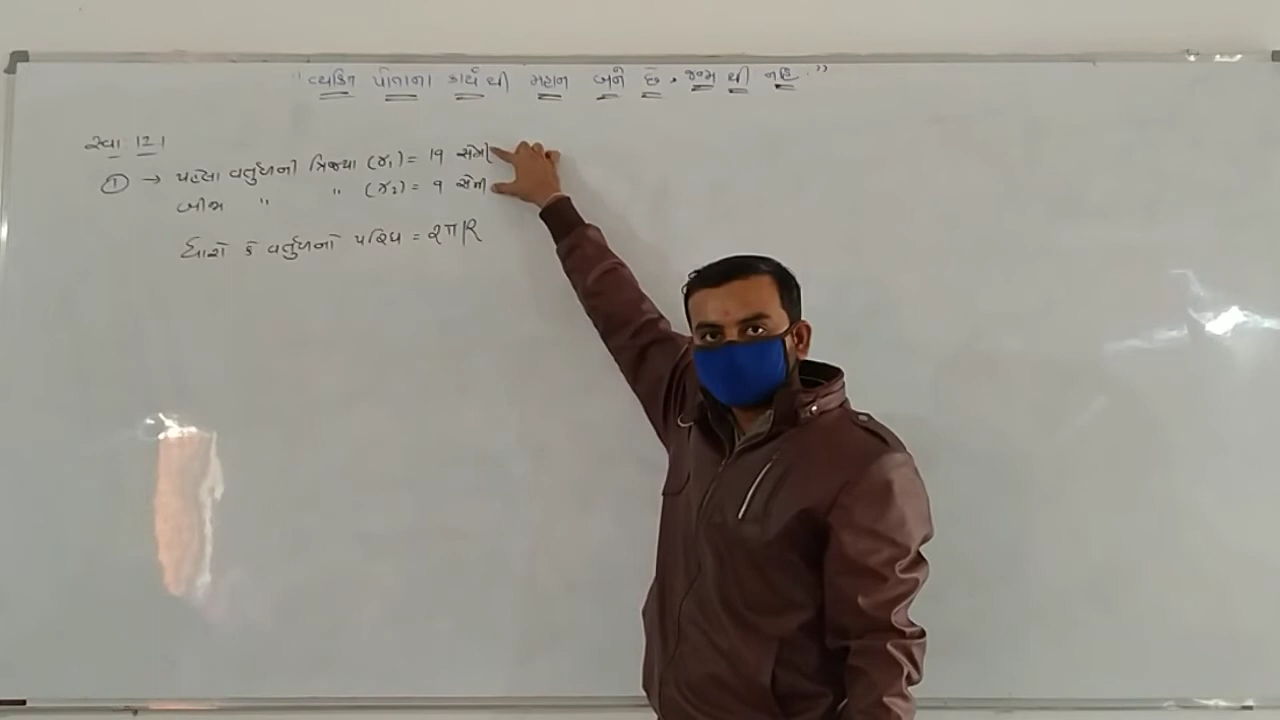 "વ્યક્તિ પોતાના કાર્ય થી મહાન બને છે, જન્મ થી નહિ."
સ્વા 12.1
① → પહેલા વર્તુળની ત્રિજ્યા (r₁) = 19 સેમી
બીજા " " (r₂) = 9 સેમી
ધારો કે વર્તુળનો પરિઘ = 2πR